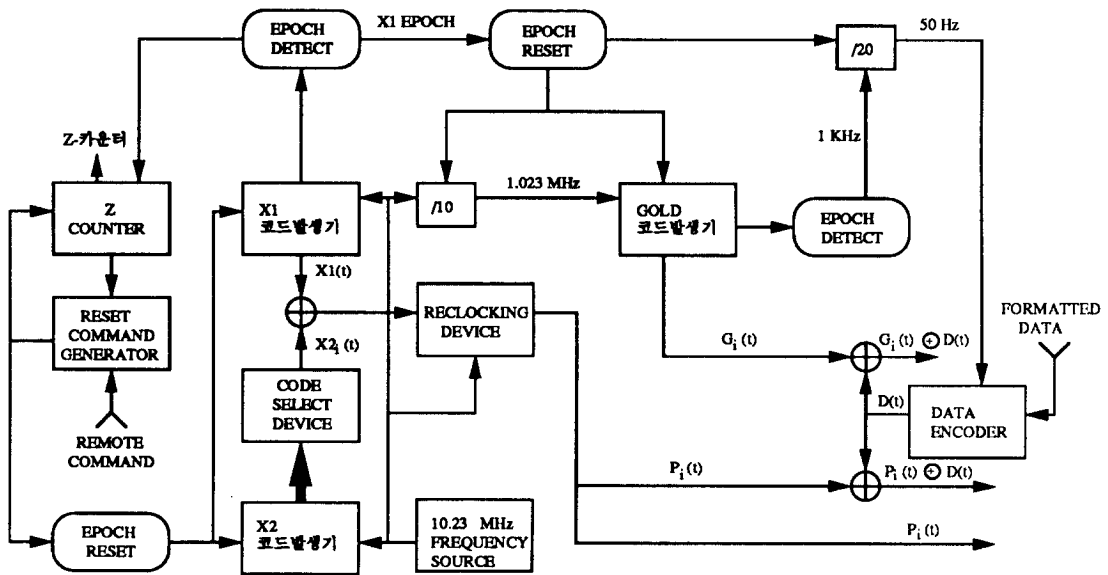 EPOCH
DETECT
X1 EPOCH
EPOCH
RESET
/20
50 Hz
Z-카운터
1 KHz
Z
COUNTER
X1
코드발생기
/10
1.023 MHz
GOLD
코드발생기
EPOCH
DETECT
X1(t)
RESET
COMMAND
GENERATOR
RECLOCKING
DEVICE
FORMATTED
DATA
X2i (t)
Gi (t)
Gi (t) ⊕ D(t)
CODE
SELECT
DEVICE
D(t)
DATA
ENCODER
REMOTE
COMMAND
Pi (t)
Pi (t) ⊕ D(t)
EPOCH
RESET
X2
코드발생기
10.23 MHz
FREQUENCY
SOURCE
Pi (t)